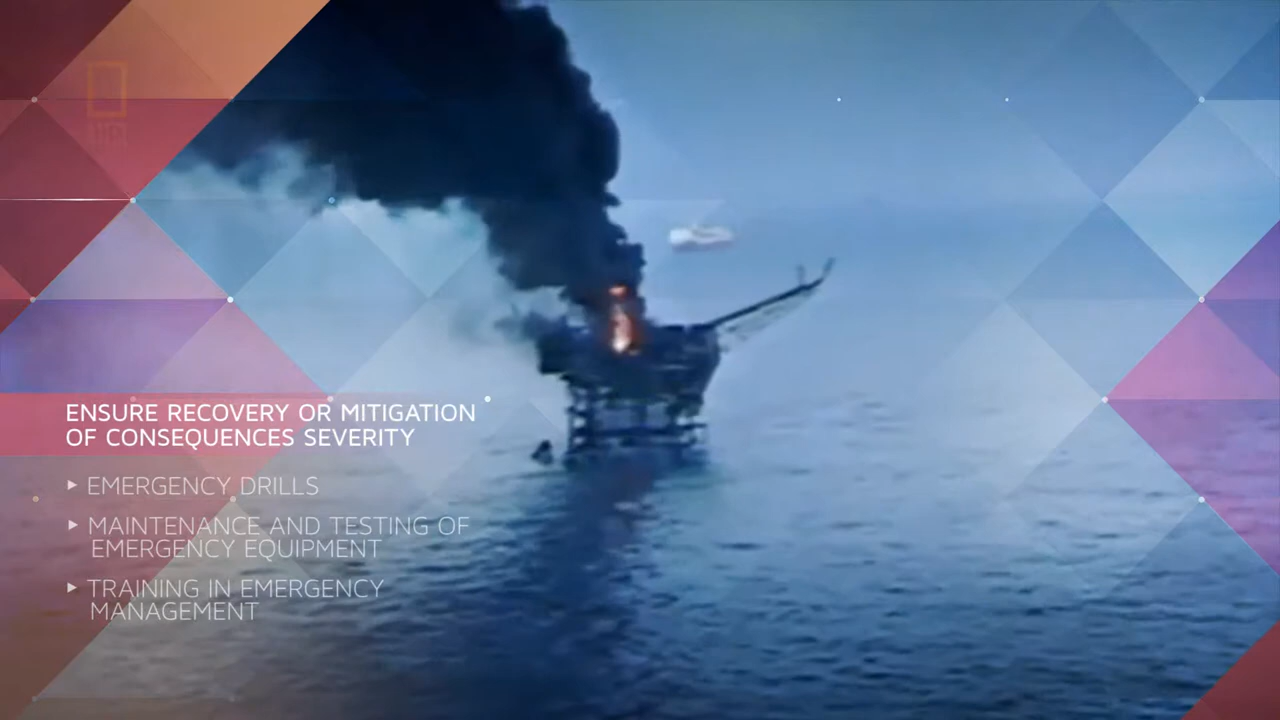 ENSURE RECOVERY OR MITIGATION
OF CONSEQUENCES SEVERITY
EMERGENCY DRILLS
MAINTENANCE AND TESTING OF
EMERGENCY EQUIPMENT
TRAINING IN EMERGENCY
MANAGEMENT